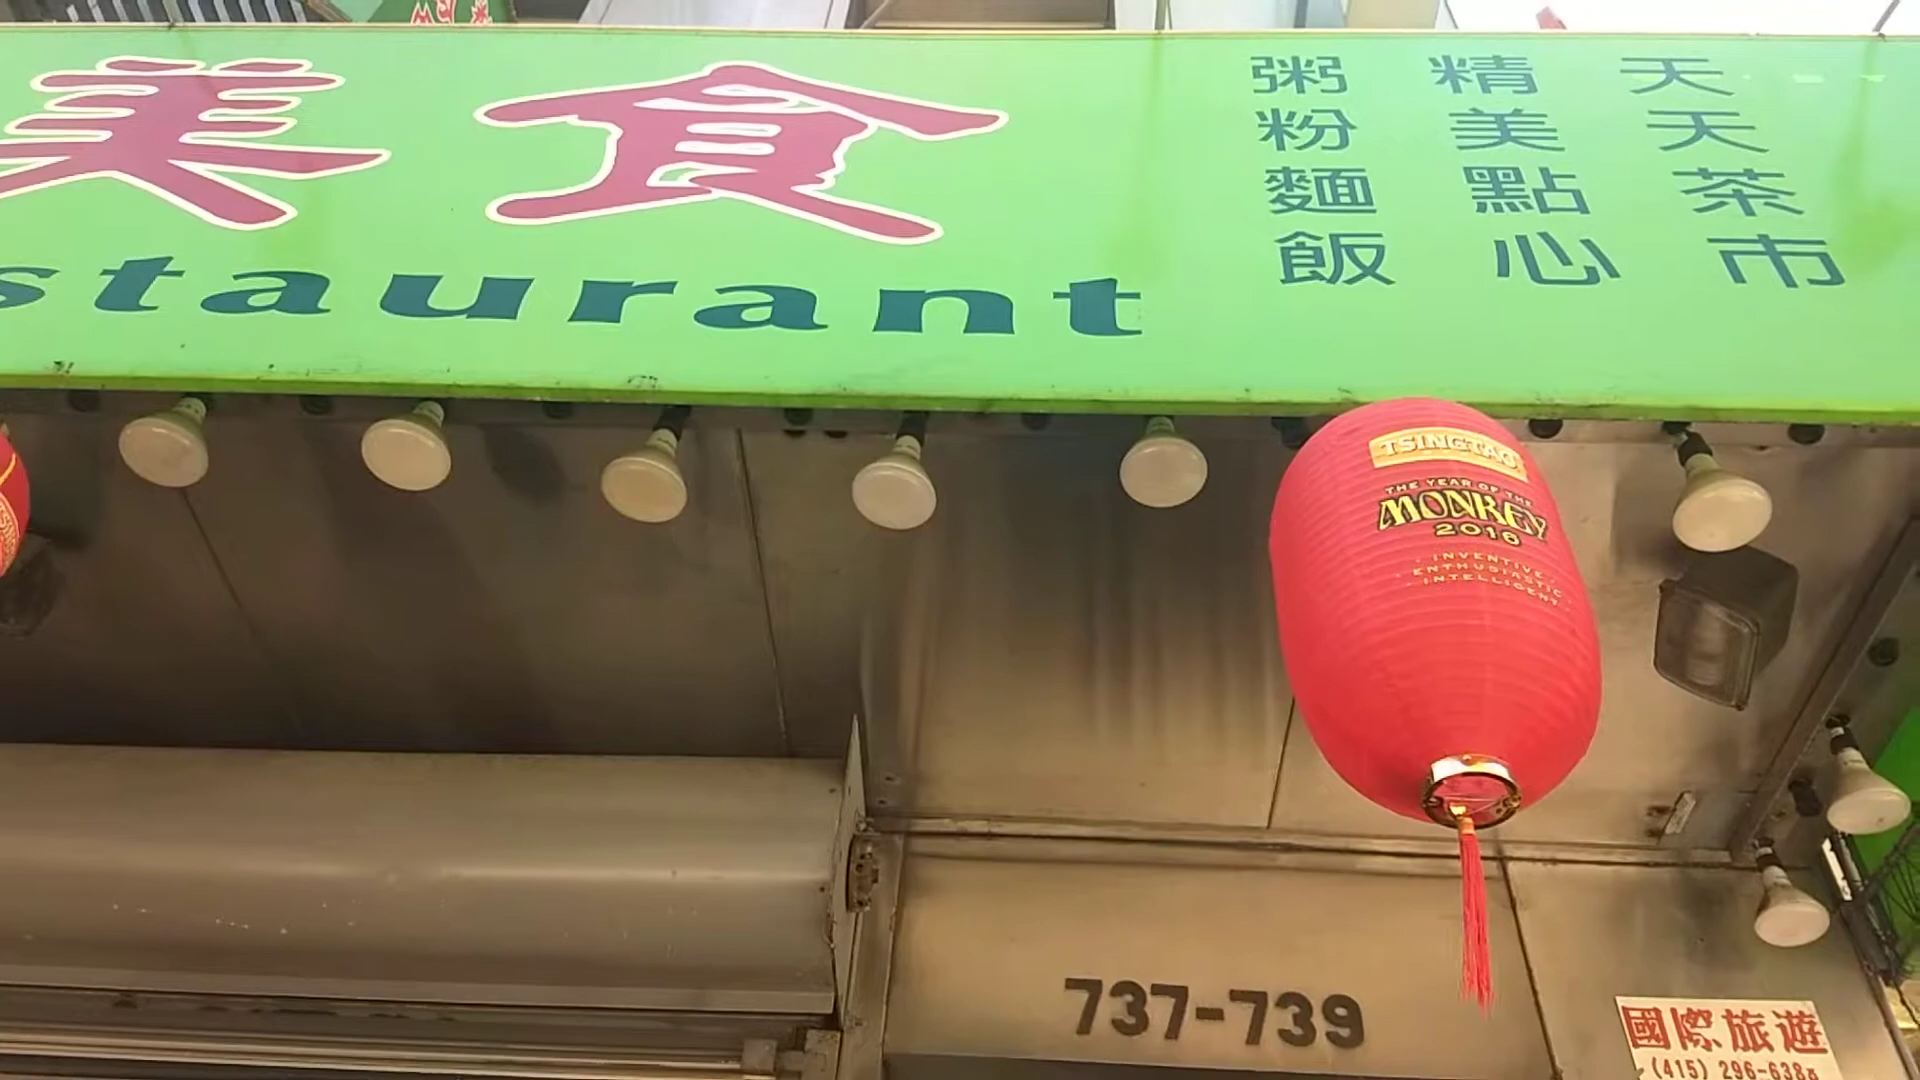 美食
staurant
天天茶市
精美點心
粥粉麵飯
TSINGTAO
THE YEAR OF THE
MONKEY
2016
· INVENTIVE ·
· ENTHUSIASTIC ·
· INTELLIGENT ·
737-739
國際旅遊
(415) 296-638